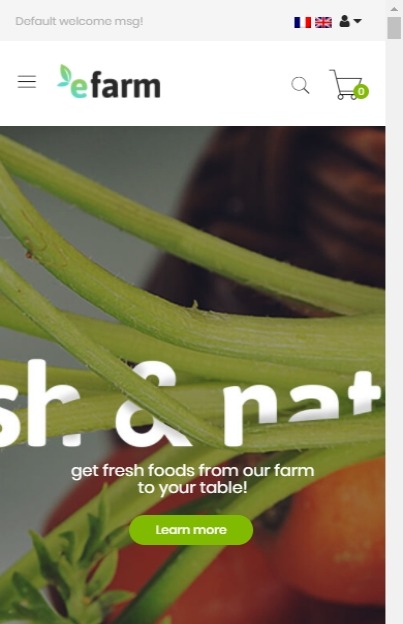 Default welcome msg!
efarm
0
sh & nat
get fresh foods from our farm
to your table!
Learn more